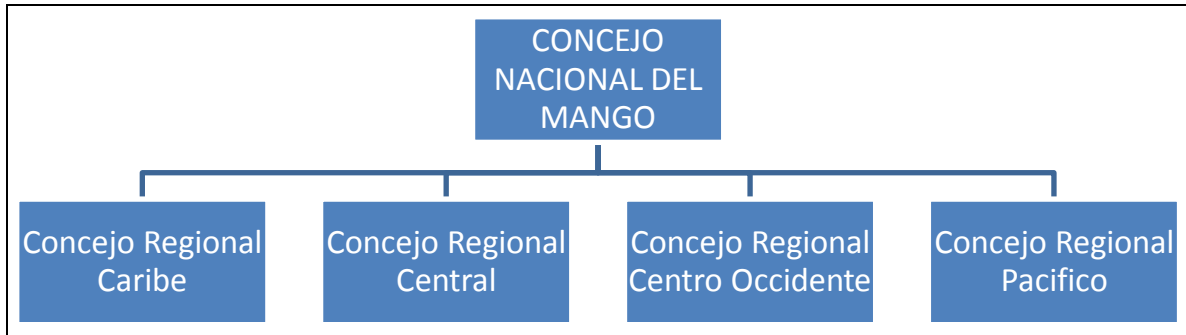 CONCEJO
NACIONAL DEL
MANGO
Concejo Regional
Caribe
Concejo Regional
Central
Concejo Regional
Centro Occidente
Concejo Regional
Pacifico